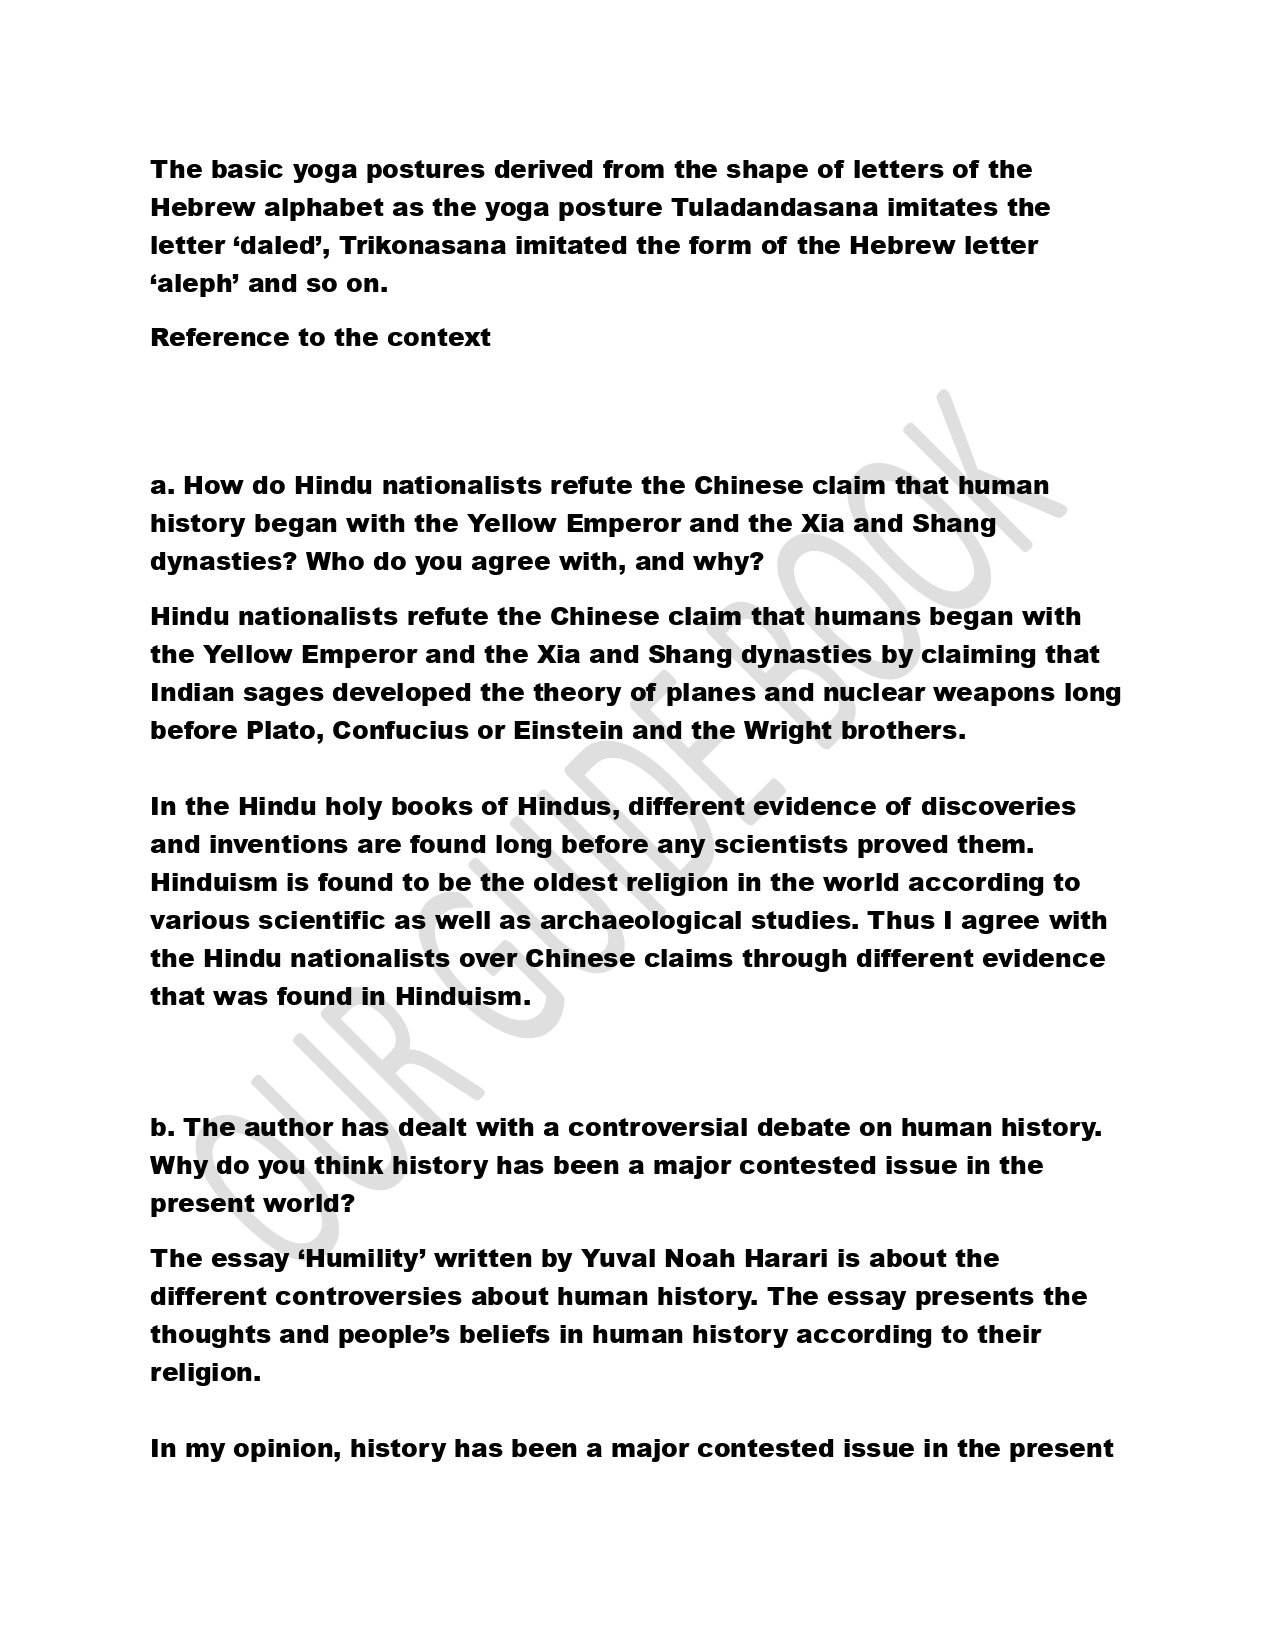 The basic yoga postures derived from the shape of letters of the
Hebrew alphabet as the yoga posture Tuladandasana imitates the
letter ‘daled’, Trikonasana imitated the form of the Hebrew letter
‘aleph’ and so on.
Reference to the context
a. How do Hindu nationalists refute the Chinese claim that human
history began with the Yellow Emperor and the Xia and Shang
dynasties? Who do you agree with, and why?
Hindu nationalists refute the Chinese claim that humans began with
the Yellow Emperor and the Xia and Shang dynasties by claiming that
Indian sages developed the theory of planes and nuclear weapons long
before Plato, Confucius or Einstein and the Wright brothers.
In the Hindu holy books of Hindus, different evidence of discoveries
and inventions are found long before any scientists proved them.
Hinduism is found to be the oldest religion in the world according to
various scientific as well as archaeological studies. Thus I agree with
the Hindu nationalists over Chinese claims through different evidence
that was found in Hinduism.
b. The author has dealt with a controversial debate on human history.
Why do you think history has been a major contested issue in the
present world?
The essay ‘Humility’ written by Yuval Noah Harari is about the
different controversies about human history. The essay presents the
thoughts and people’s beliefs in human history according to their
religion.
In my opinion, history has been a major contested issue in the present
OUR GUIDE BOOK